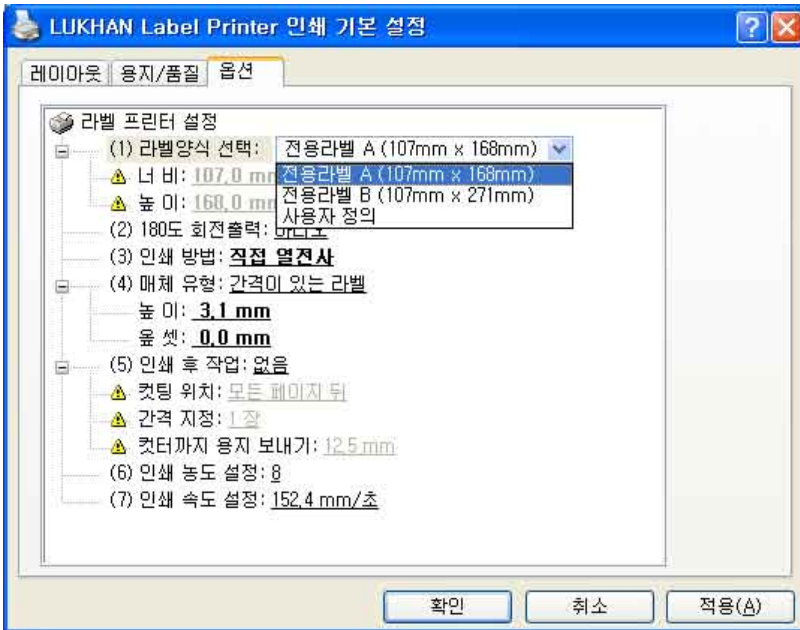 LUKHAN Label Printer 인쇄 기본 설정
레이아웃 용지/품질 옵션
라벨 프린터 설정
(1) 라벨양식 선택: 전용라벨 A (107mm x 168mm)
너 비: 107,0 mm 전용라벨 A (107mm x 168mm)
높 이: 168,0 mm 전용라벨 B (107mm x 271mm)
사용자 정의
(2) 180도 회전출력: 아니오
(3) 인쇄 방법: 직접 열전사
(4) 매체 유형: 간격이 있는 라벨
높 이: 3,1 mm
옾 셋: 0,0 mm
(5) 인쇄 후 작업: 없음
컷팅 위치: 모든 페이지 뒤
간격 지정: 1 장
컷터까지 용지 보내기: 12,5 mm
(6) 인쇄 농도 설정: 8
(7) 인쇄 속도 설정: 152,4 mm/초
확인 취소 적용(A)